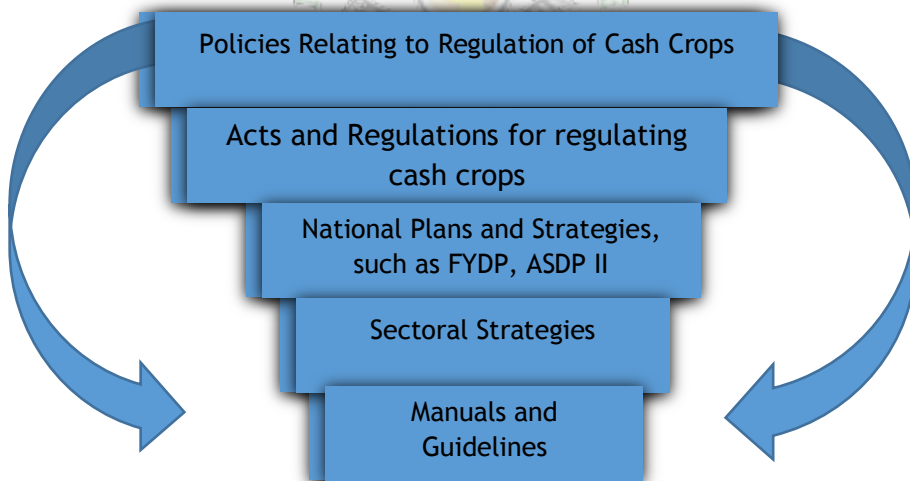 Policies Relating to Regulation of Cash Crops
Acts and Regulations for regulating
cash crops
National Plans and Strategies,
such as FYDP, ASDP II
Sectoral Strategies
Manuals and
Guidelines